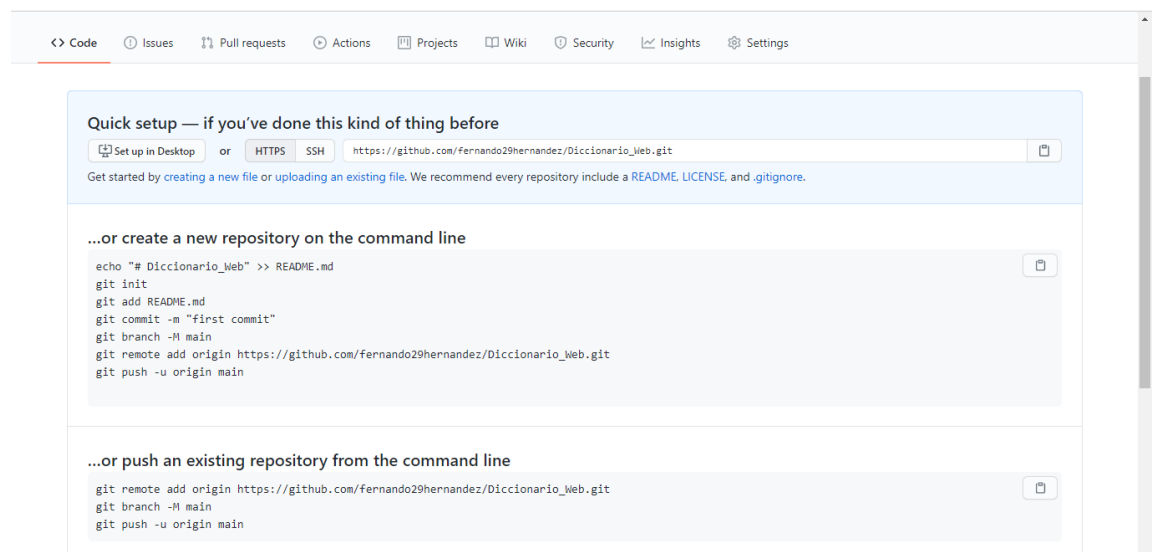 <> Code Issues Pull requests Actions Projects Wiki Security Insights Settings
Quick setup — if you've done this kind of thing before
Set up in Desktop or HTTPS SSH https://github.com/fernando29hernandez/Diccionario_Web.git
Get started by creating a new file or uploading an existing file. We recommend every repository include a README, LICENSE, and .gitignore.
…or create a new repository on the command line
echo "# Diccionario_Web" >> README.md
git init
git add README.md
git commit -m "first commit"
git branch -M main
git remote add origin https://github.com/fernando29hernandez/Diccionario_Web.git
git push -u origin main
…or push an existing repository from the command line
git remote add origin https://github.com/fernando29hernandez/Diccionario_Web.git
git branch -M main
git push -u origin main